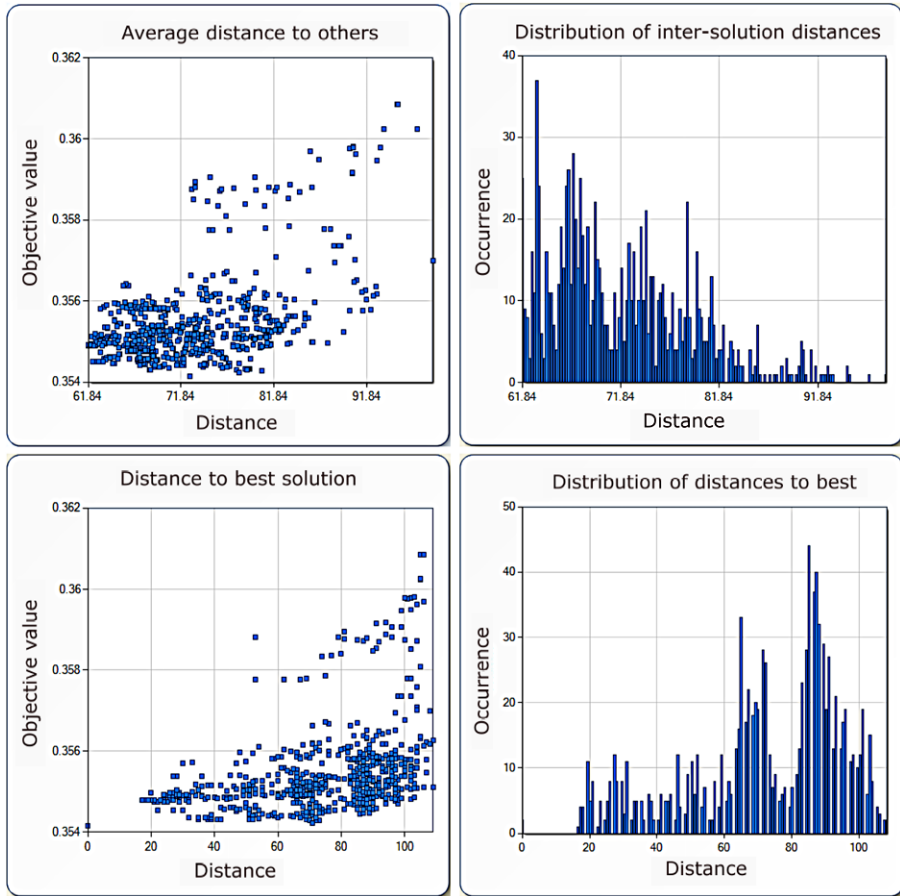 Average distance to others
0.362
0.36
0.358
0.356
0.354
Objective value
61.84 71.84 81.84 91.84
Distance
Distribution of inter-solution distances
40
30
20
10
0
Occurrence
61.84 71.84 81.84 91.84
Distance
Distance to best solution
0.362
0.36
0.358
0.356
0.354
Objective value
0 20 40 60 80 100
Distance
Distribution of distances to best
50
40
30
20
10
0
Occurrence
0 20 40 60 80 100
Distance